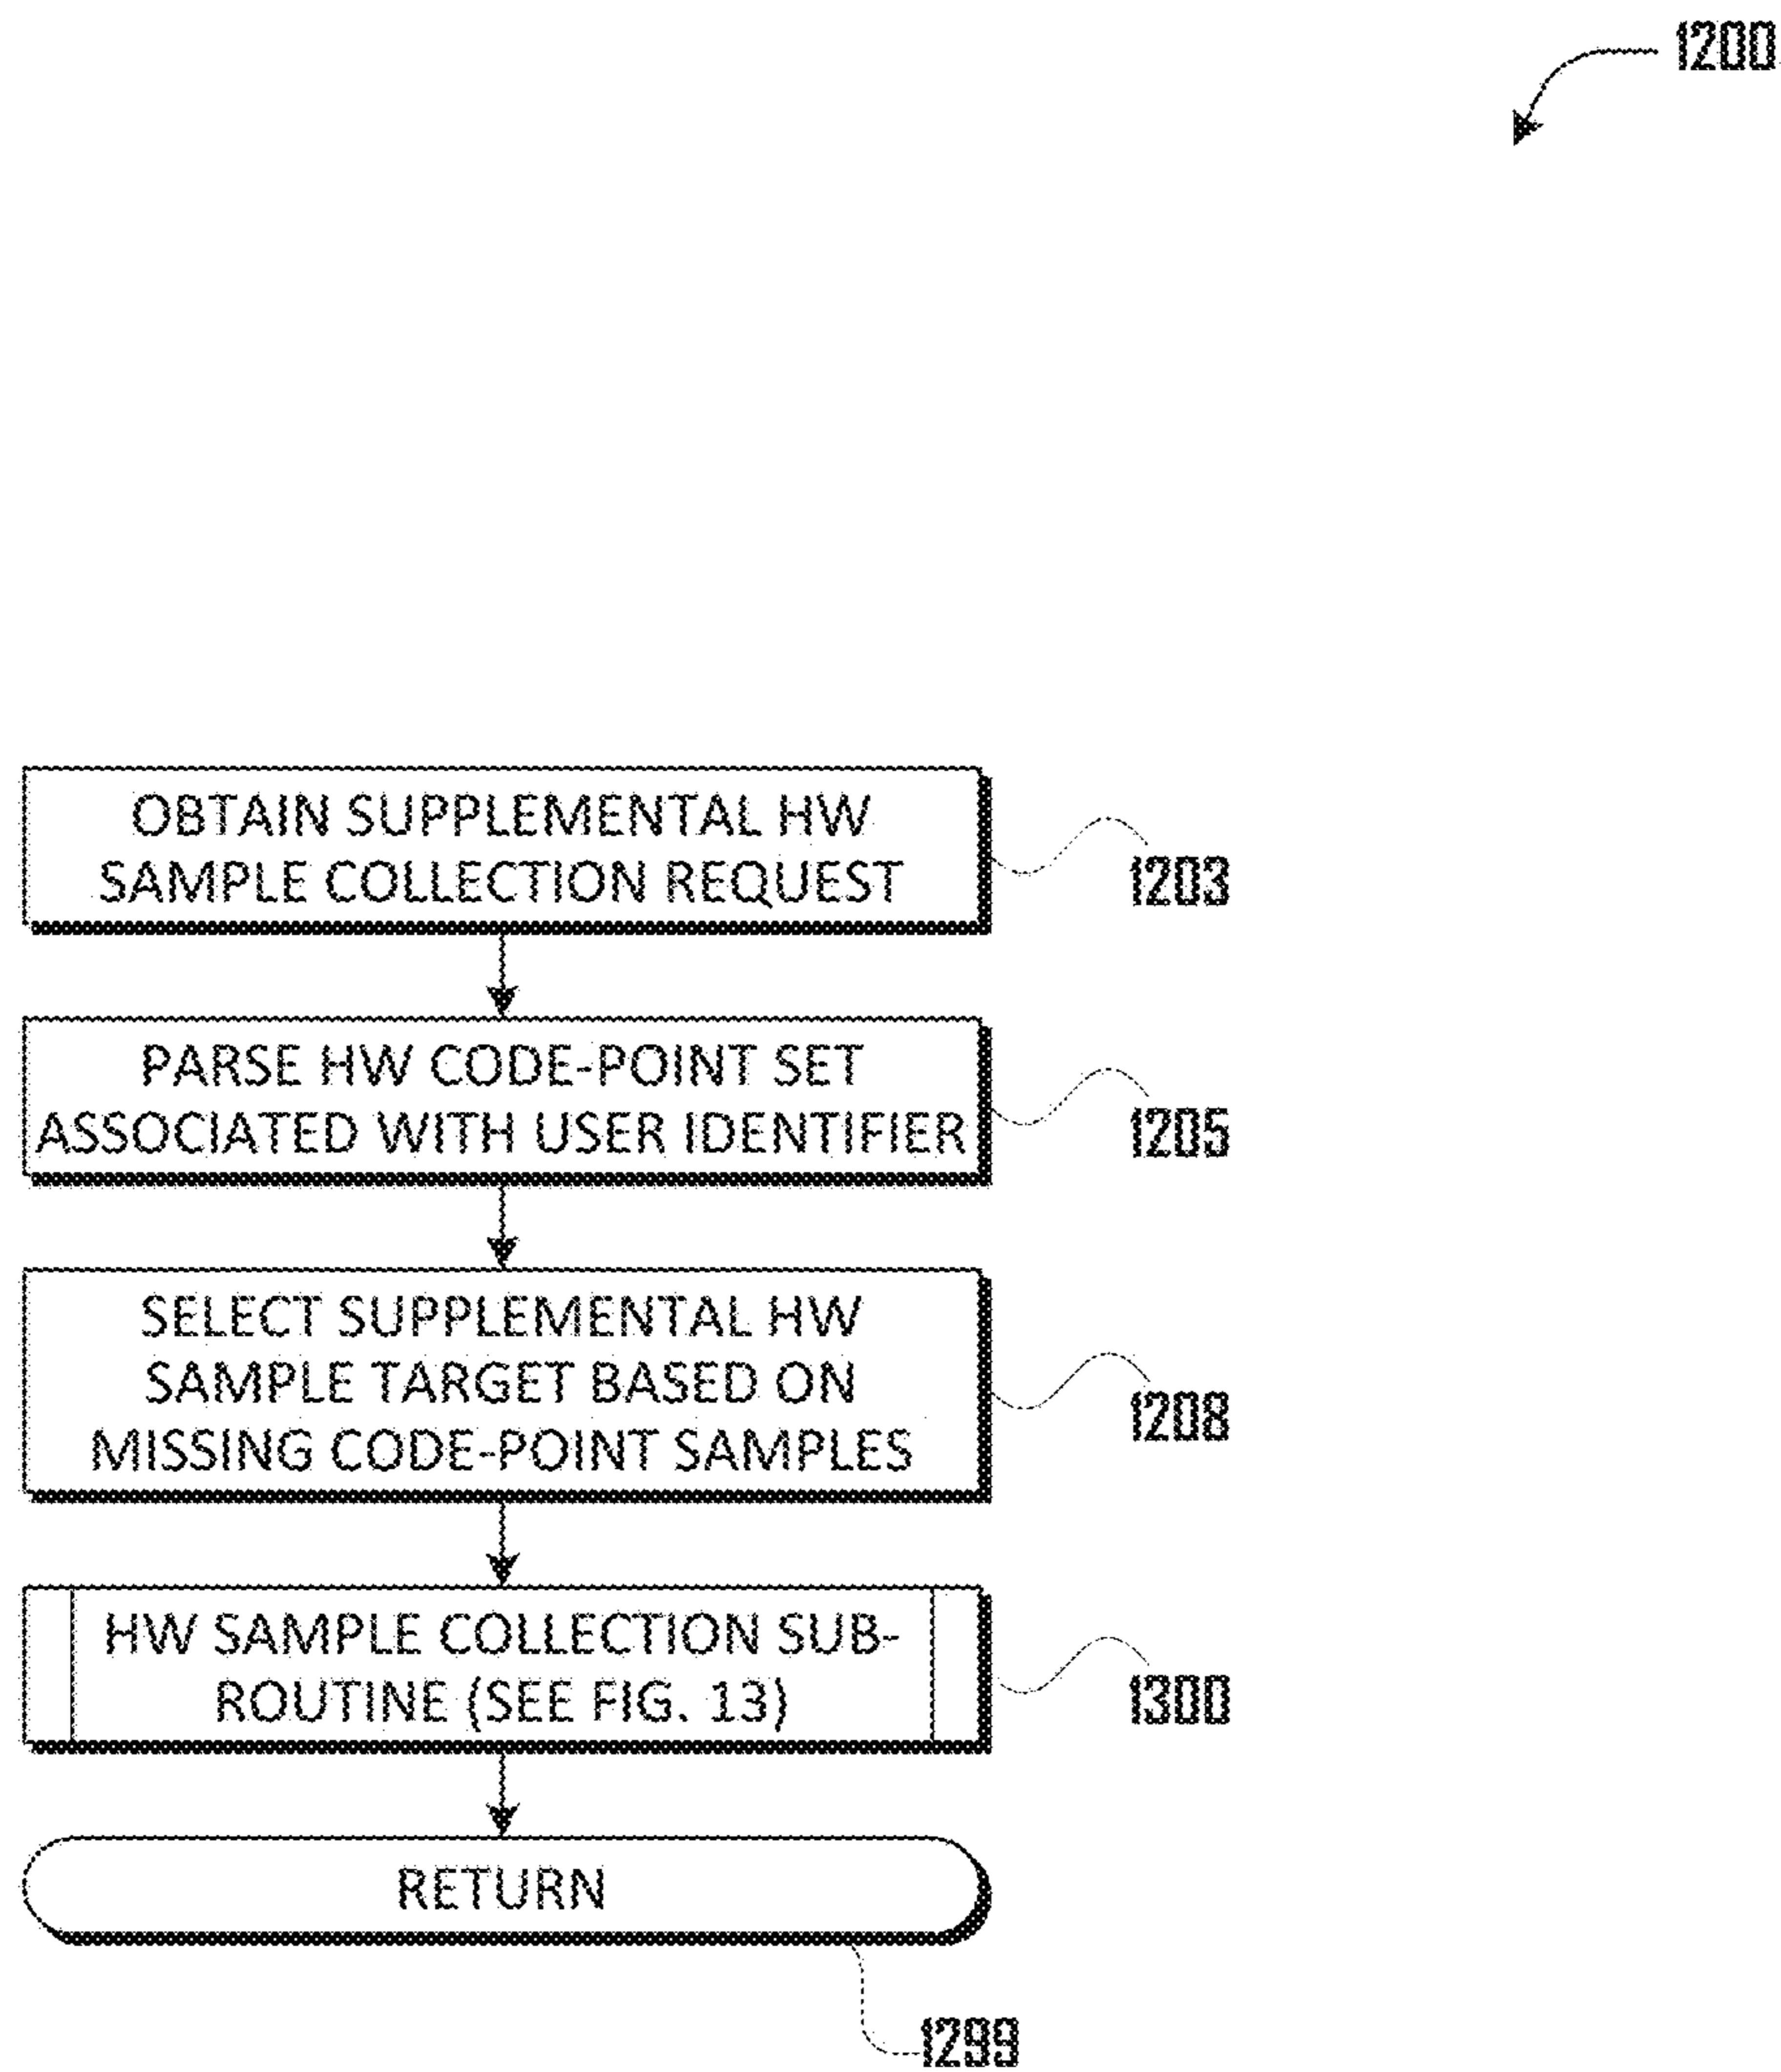 1200
OBTAIN SUPPLEMENTAL HW
SAMPLE COLLECTION REQUEST
1203
PARSE HW CODE-POINT SET
ASSOCIATED WITH USER IDENTIFIER
1205
SELECT SUPPLEMENTAL HW
SAMPLE TARGET BASED ON
MISSING CODE-POINT SAMPLES
1208
HW SAMPLE COLLECTION SUB-
ROUTINE (SEE FIG. 13)
1300
RETURN
1299